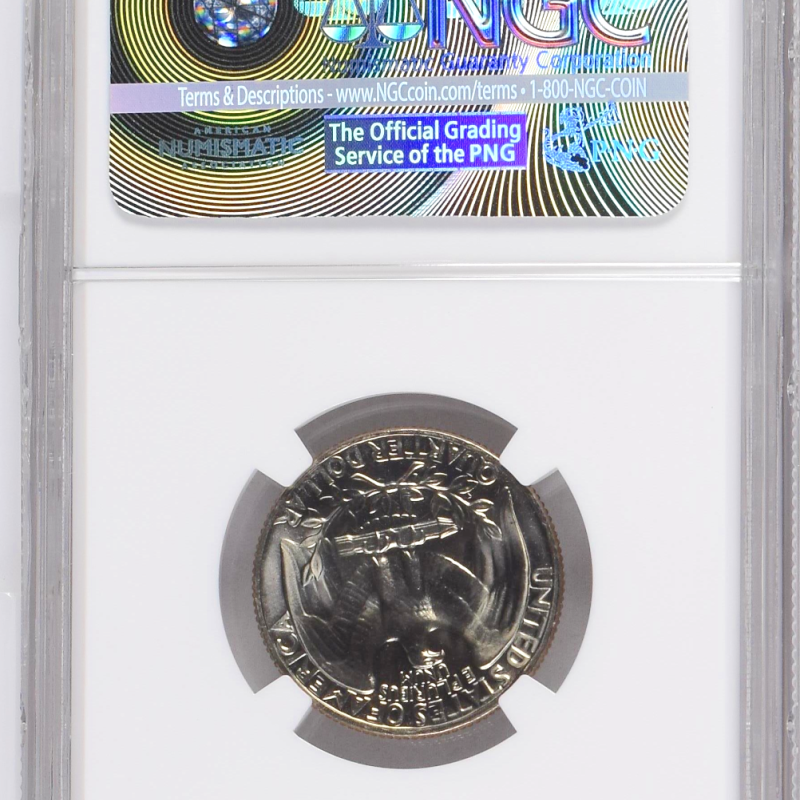 NGC
Numismatic Guaranty Corporation
Terms & Descriptions - www.NGCcoin.com/terms • 1-800-NGC-COIN
AMERICAN
NUMISMATIC
ASSOCIATION
The Official Grading
Service of the PNG
PNG
UNITED STATES OF AMERICA
E PLURIBUS
UNUM
QUARTER DOLLAR